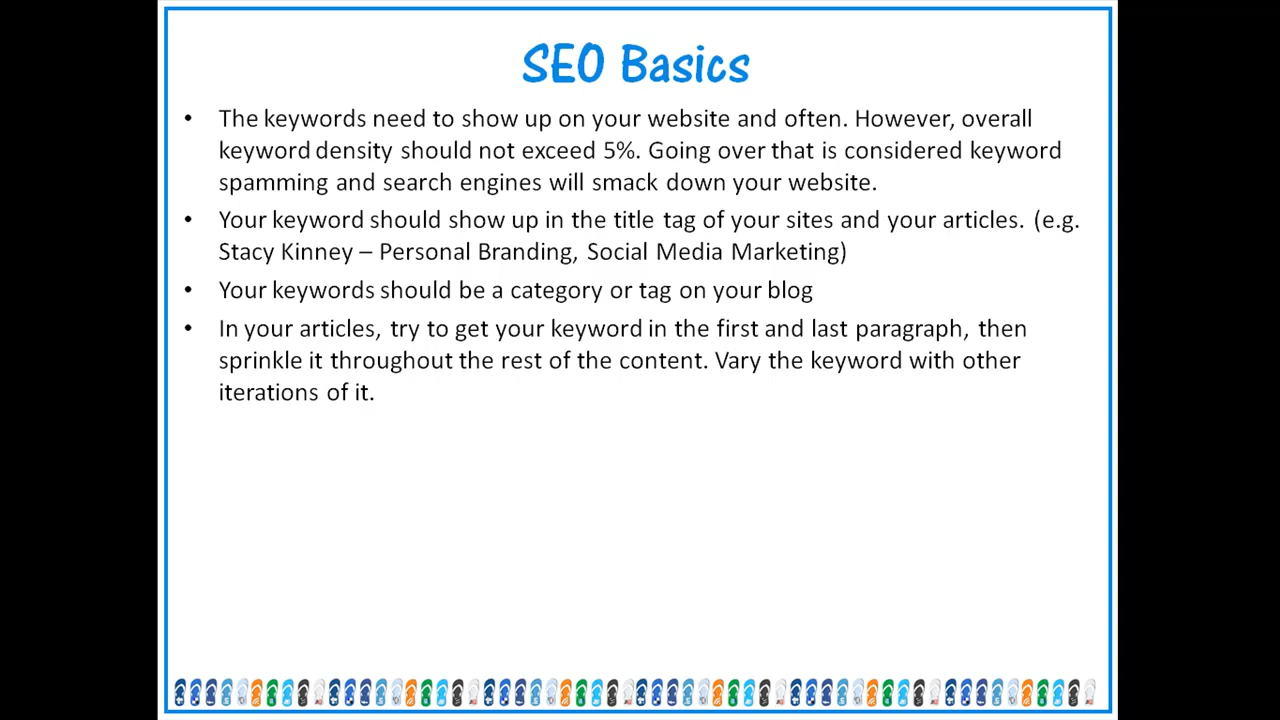 SEO Basics
• The keywords need to show up on your website and often. However, overall
keyword density should not exceed 5%. Going over that is considered keyword
spamming and search engines will smack down your website.
• Your keyword should show up in the title tag of your sites and your articles. (e.g.
Stacy Kinney – Personal Branding, Social Media Marketing)
• Your keywords should be a category or tag on your blog
• In your articles, try to get your keyword in the first and last paragraph, then
sprinkle it throughout the rest of the content. Vary the keyword with other
iterations of it.